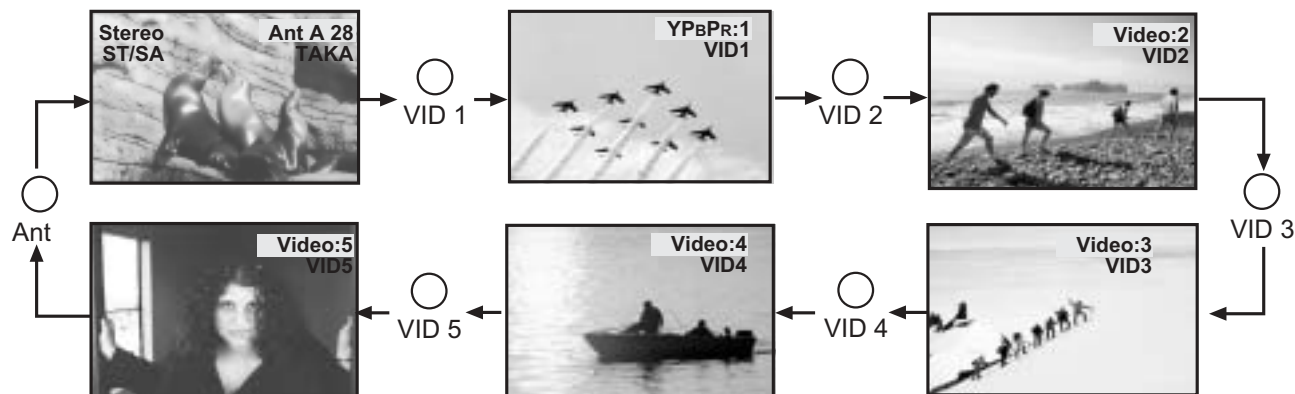 Stereo
ST/SA
Ant A 28
TAKA
VID 1
YPBPR:1
VID1
VID 2
Video:2
VID2
VID 3
Video:3
VID3
VID 4
Video:4
VID4
VID 5
Video:5
VID5
Ant